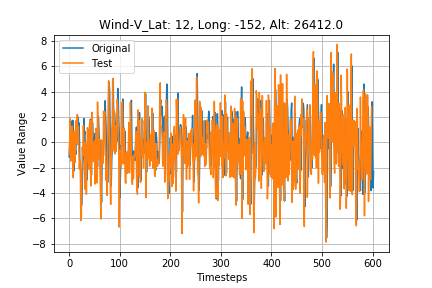 Wind-V_Lat: 12, Long: -152, Alt: 26412.0
Original
Test
Value Range
8
6
4
2
0
−2
−4
−6
−8
0 100 200 300 400 500 600
Timesteps